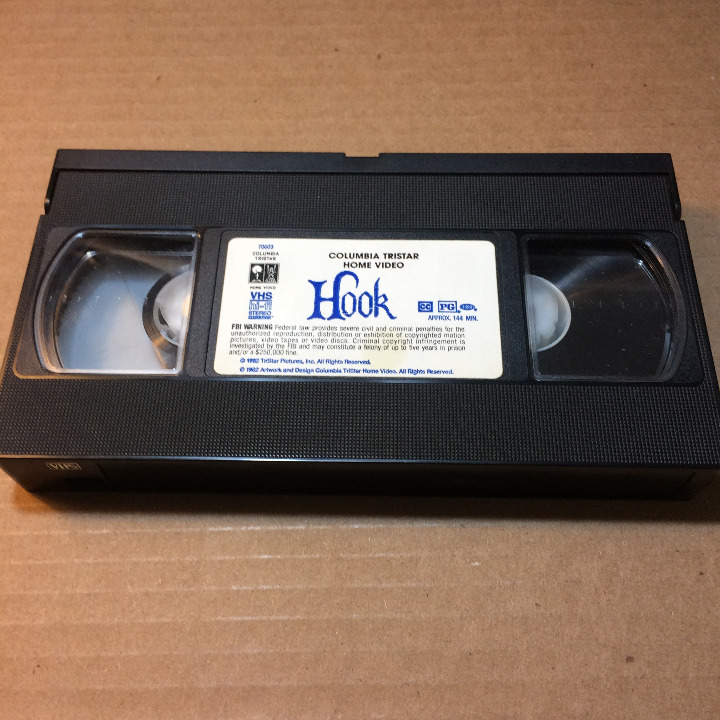 70603
COLUMBIA TRISTAR
HOME VIDEO
COLUMBIA
TRISTAR
HOME VIDEO
VHS
HI-FI
STEREO
Hook
CC PG
APPROX. 144 MIN.
FBI WARNING Federal law provides severe civil and criminal penalties for the
unauthorized reproduction, distribution or exhibition of copyrighted motion
pictures, video tapes or video discs. Criminal copyright infringement is
investigated by the FBI and may constitute a felony of up to five years in prison
and/or a $250,000 fine.
© 1992 TriStar Pictures, Inc. All Rights Reserved.
© 1992 Artwork and Design Columbia TriStar Home Video. All Rights Reserved.
VHS